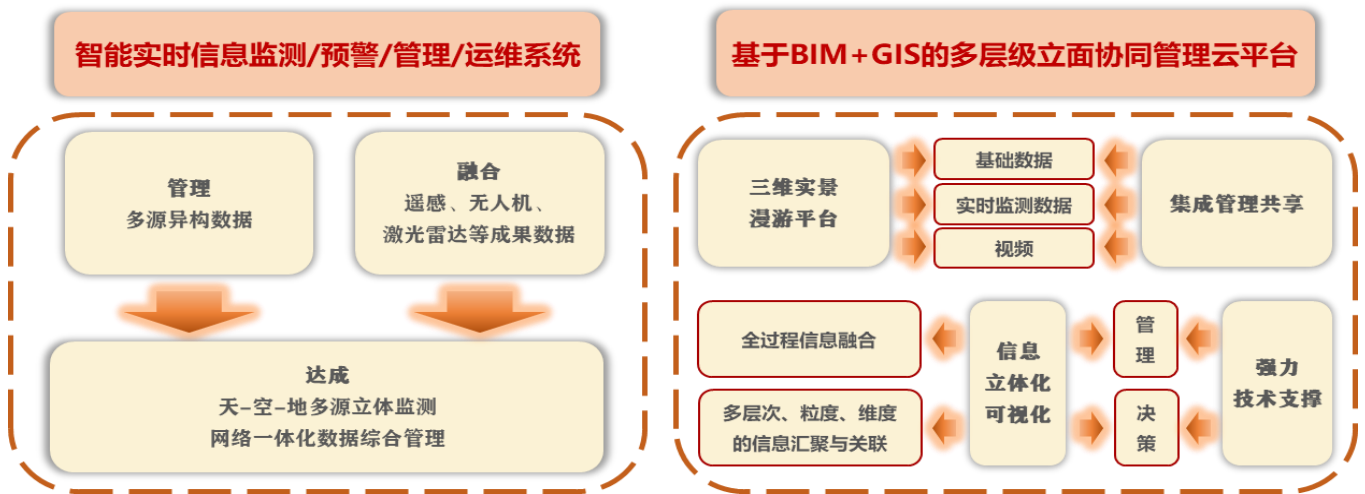 智能实时信息监测/预警/管理/运维系统
管理
多源异构数据
融合
遥感、无人机、
激光雷达等成果数据
达成
天-空-地多源立体监测
网络一体化数据综合管理
基于BIM+GIS的多层级立面协同管理云平台
三维实景
漫游平台
基础数据
实时监测数据
视频
集成管理共享
全过程信息融合
多层次、粒度、维度
的信息汇聚与关联
信息
立体化
可视化
管
理
决
策
强力
技术支撑